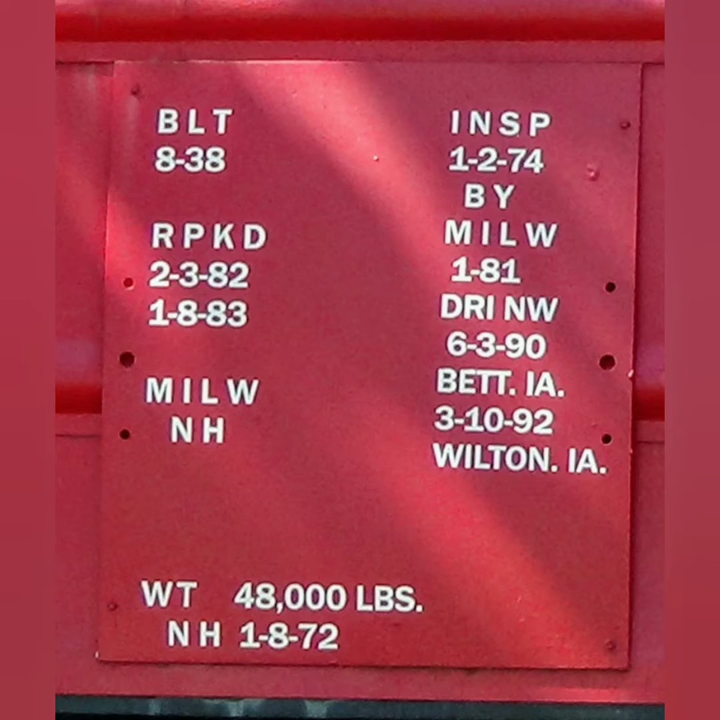 BLT
8-38
RPKD
2-3-82
1-8-83
MILW
NH
INSP
1-2-74
BY
MILW
1-81
DRI NW
6-3-90
BETT. IA.
3-10-92
WILTON. IA.
WT 48,000 LBS.
NH 1-8-72